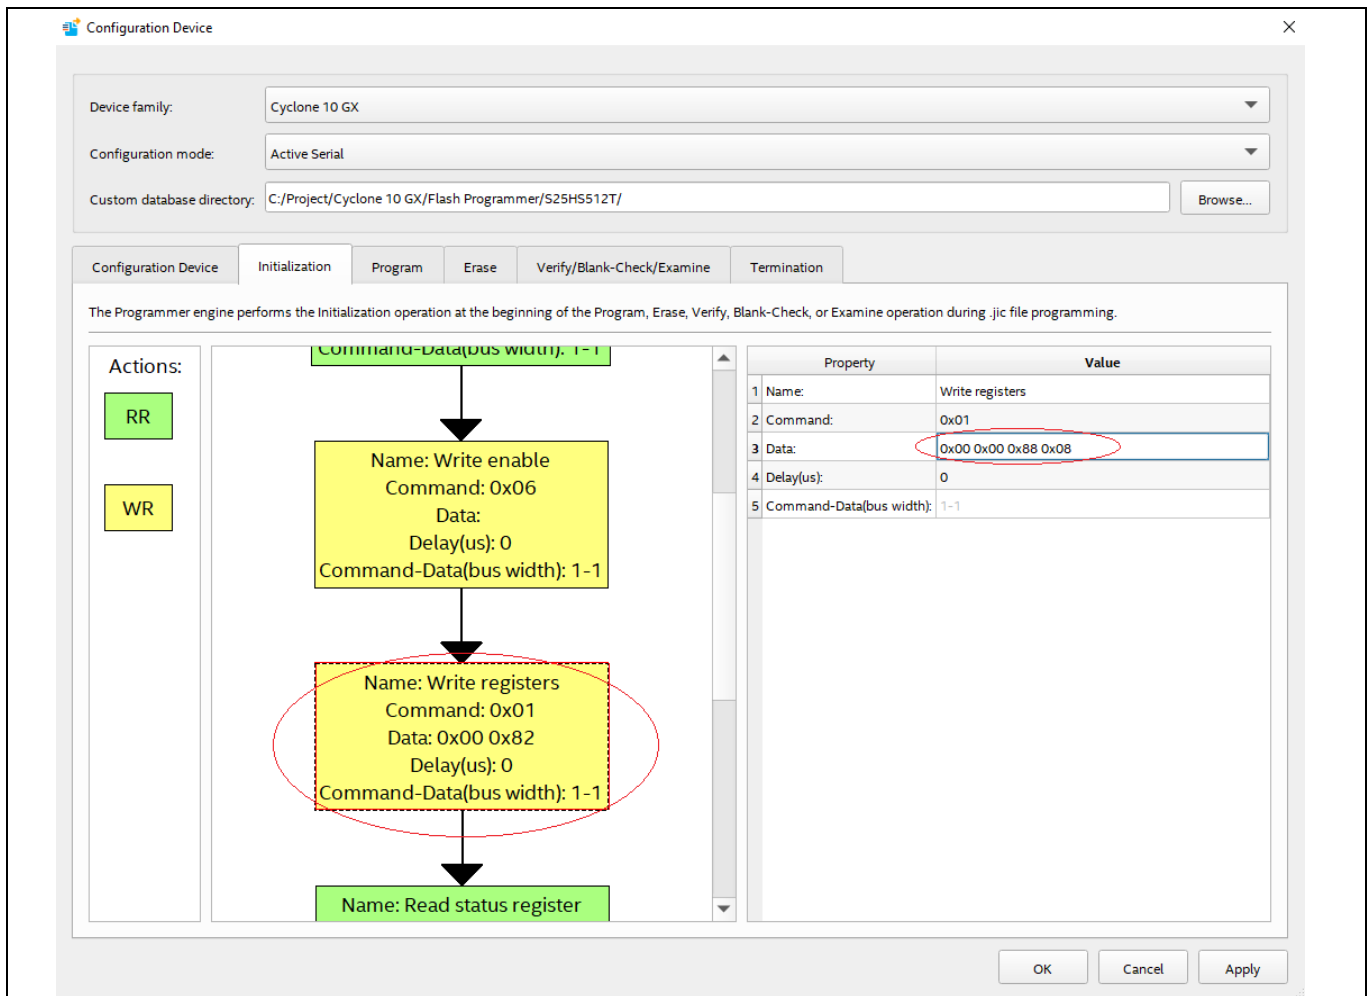 Configuration Device
Device family:
Cyclone 10 GX
Configuration mode:
Active Serial
Custom database directory:
C:/Project/Cyclone 10 GX/Flash Programmer/S25HS512T/
Browse...
Configuration Device
Initialization
Program
Erase
Verify/Blank-Check/Examine
Termination
The Programmer engine performs the Initialization operation at the beginning of the Program, Erase, Verify, Blank-Check, or Examine operation during .jic file programming.
Actions:
RR
WR
Command-Data(bus width): 1-1
Name: Write enable
Command: 0x06
Data:
Delay(us): 0
Command-Data(bus width): 1-1
Name: Write registers
Command: 0x01
Data: 0x00 0x82
Delay(us): 0
Command-Data(bus width): 1-1
Name: Read status register
Property Value
1 Name: Write registers
2 Command: 0x01
3 Data: 0x00 0x00 0x88 0x08
4 Delay(us): 0
5 Command-Data(bus width): 1-1
OK
Cancel
Apply